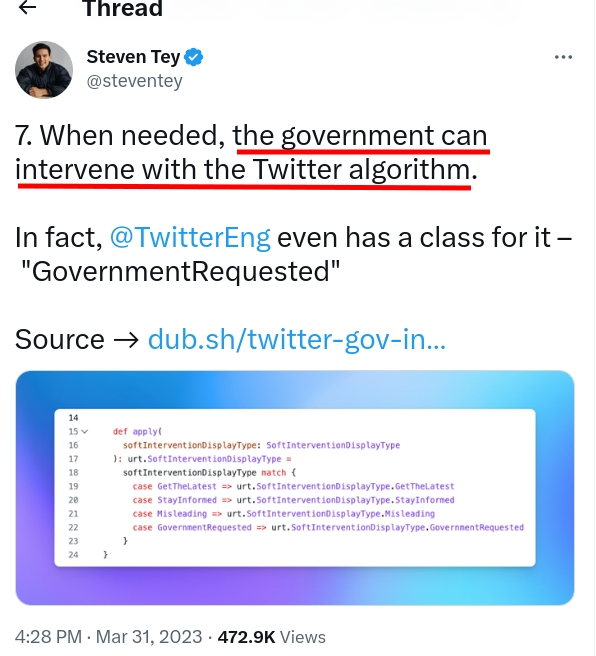 Thread
Steven Tey
@steventey
7. When needed, the government can
intervene with the Twitter algorithm.
In fact, @TwitterEng even has a class for it –
"GovernmentRequested"
Source → dub.sh/twitter-gov-in...
14
15 def apply(
16 softInterventionDisplayType: SoftInterventionDisplayType
17 ): urt.SoftInterventionDisplayType =
18 softInterventionDisplayType match {
19 case GetTheLatest => urt.SoftInterventionDisplayType.GetTheLatest
20 case StayInformed => urt.SoftInterventionDisplayType.StayInformed
21 case Misleading => urt.SoftInterventionDisplayType.Misleading
22 case GovernmentRequested => urt.SoftInterventionDisplayType.GovernmentRequested
23 }
24 }
4:28 PM · Mar 31, 2023 · 472.9K Views